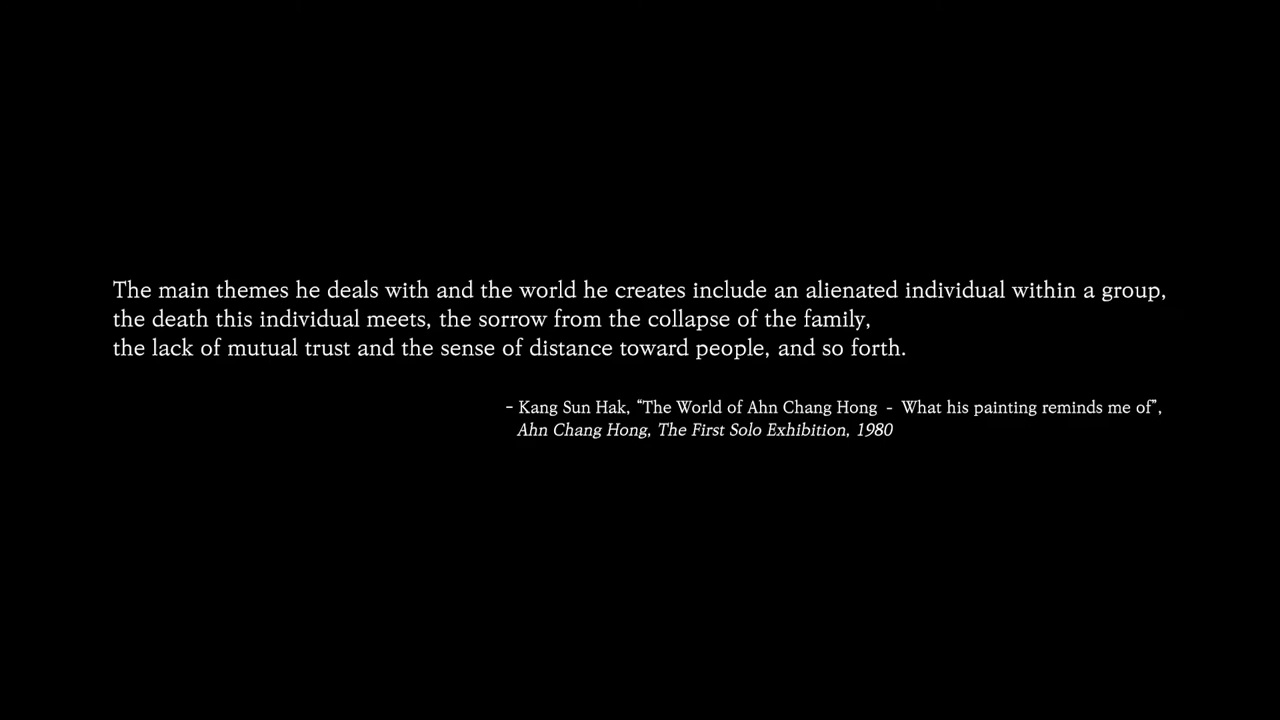 The main themes he deals with and the world he creates include an alienated individual within a group,
the death this individual meets, the sorrow from the collapse of the family,
the lack of mutual trust and the sense of distance toward people, and so forth.
– Kang Sun Hak, “The World of Ahn Chang Hong - What his painting reminds me of”,
Ahn Chang Hong, The First Solo Exhibition, 1980